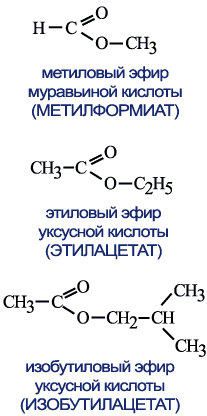 H C O
O CH3
метиловый эфир
муравьиной кислоты
(МЕТИЛФОРМИАТ)
CH3 C O
O C2H5
этиловый эфир
уксусной кислоты
(ЭТИЛАЦЕТАТ)
CH3 C O CH3
O CH2 CH
CH3
изобутиловый эфир
уксусной кислоты
(ИЗОБУТИЛАЦЕТАТ)